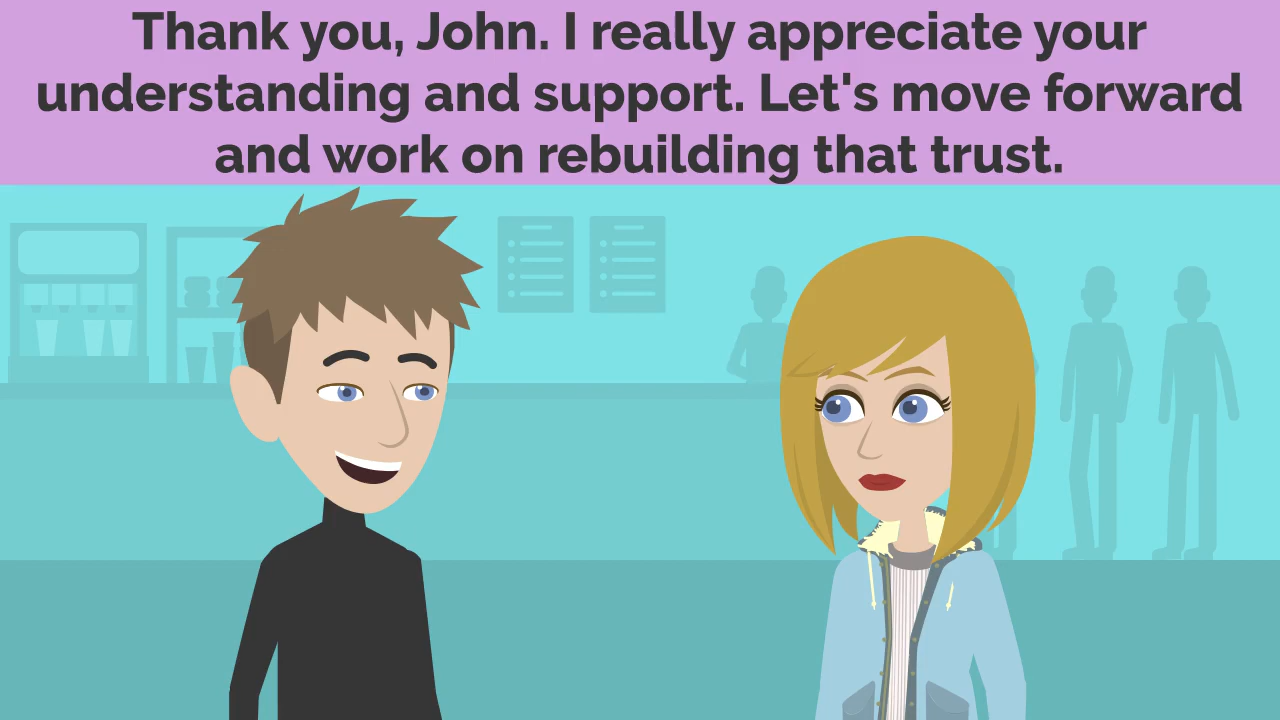 Thank you, John. I really appreciate your
understanding and support. Let's move forward
and work on rebuilding that trust.